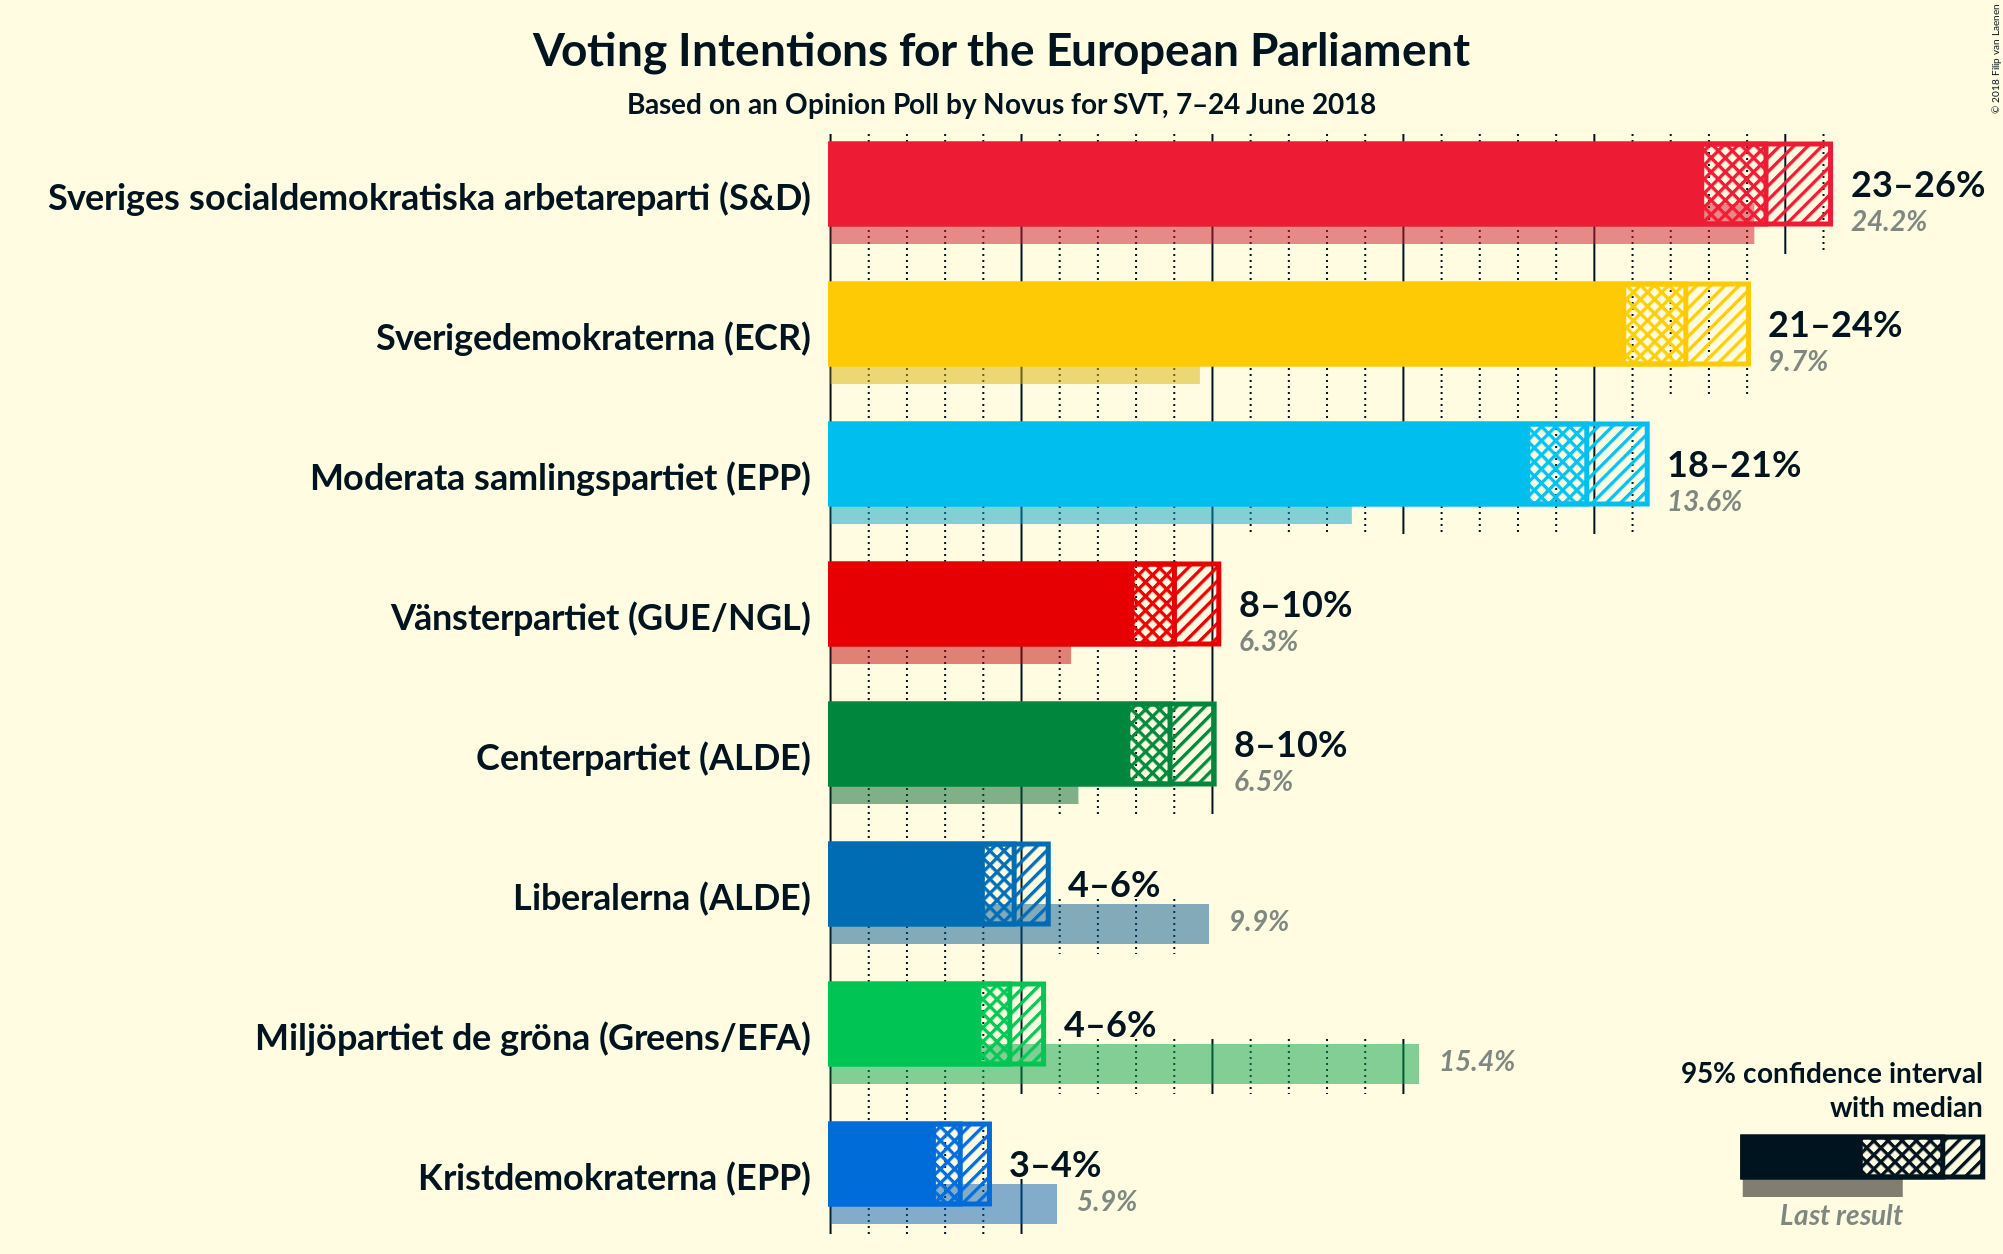 Voting Intentions for the European Parliament
Based on an Opinion Poll by Novus for SVT, 7–24 June 2018
© 2018 Filip van Laenen
Sveriges socialdemokratiska arbetareparti (S&D)
23–26%
24.2%
Sverigedemokraterna (ECR)
21–24%
9.7%
Moderata samlingspartiet (EPP)
18–21%
13.6%
Vänsterpartiet (GUE/NGL)
8–10%
6.3%
Centerpartiet (ALDE)
8–10%
6.5%
Liberalerna (ALDE)
4–6%
9.9%
Miljöpartiet de gröna (Greens/EFA)
4–6%
15.4%
Kristdemokraterna (EPP)
3–4%
5.9%
95% confidence interval
with median
Last result